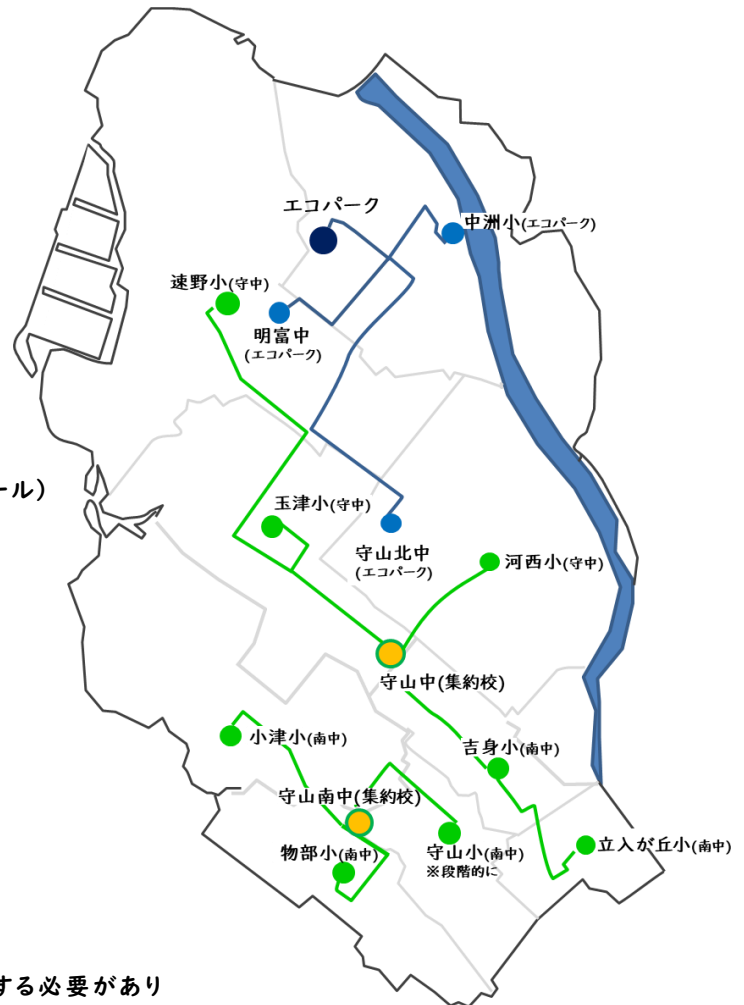 エコパーク
中洲小(エコパーク)
速野小(守中)
明富中
(エコパーク)
ール)
玉津小(守中)
守山北中
(エコパーク)
河西小(守中)
守山中(集約校)
小津小(南中)
吉身小(南中)
守山南中(集約校)
物部小(南中)
守山小(南中)
※段階的に
立入が丘小(南中)
する必要があり